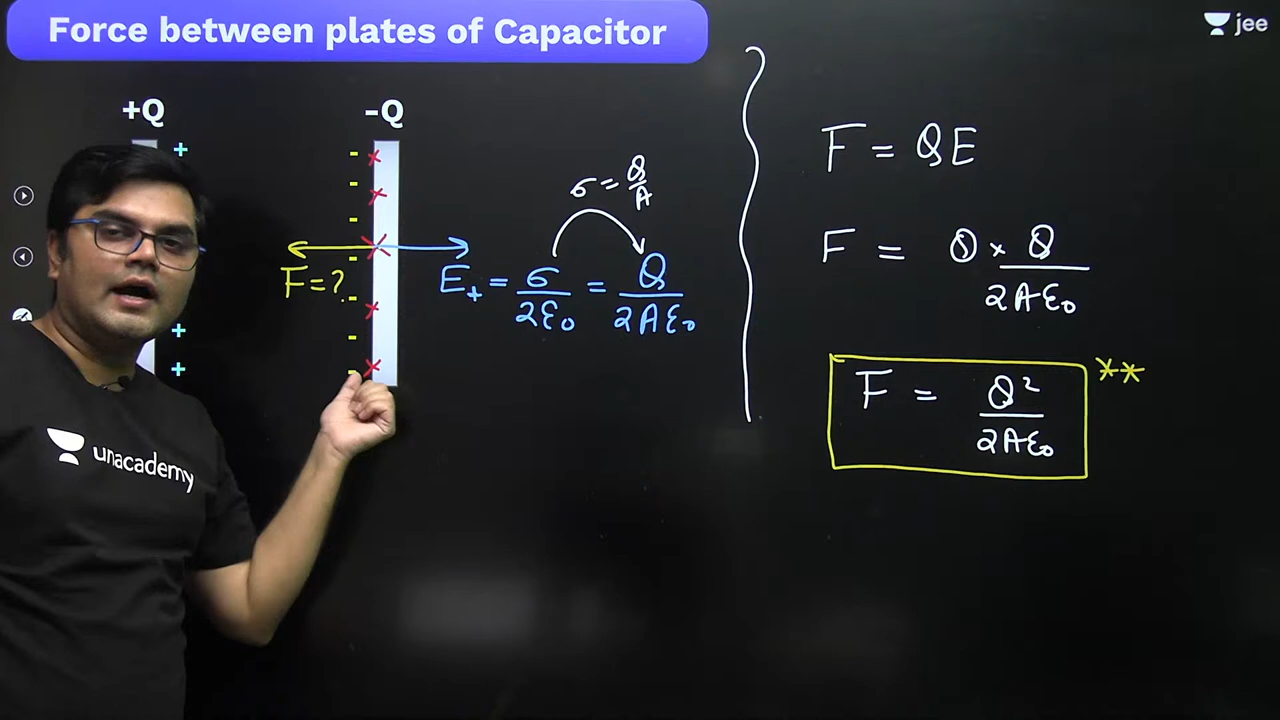 Force between plates of Capacitor
jee
+Q
-Q
+
+
+
-
-
-
-
-
-
-
F=?
E₊ = σ/2ε₀ = Q/2Aε₀
σ = Q/A
F = QE
F = Q × Q/2Aε₀
F = Q²/2Aε₀
**
unacademy